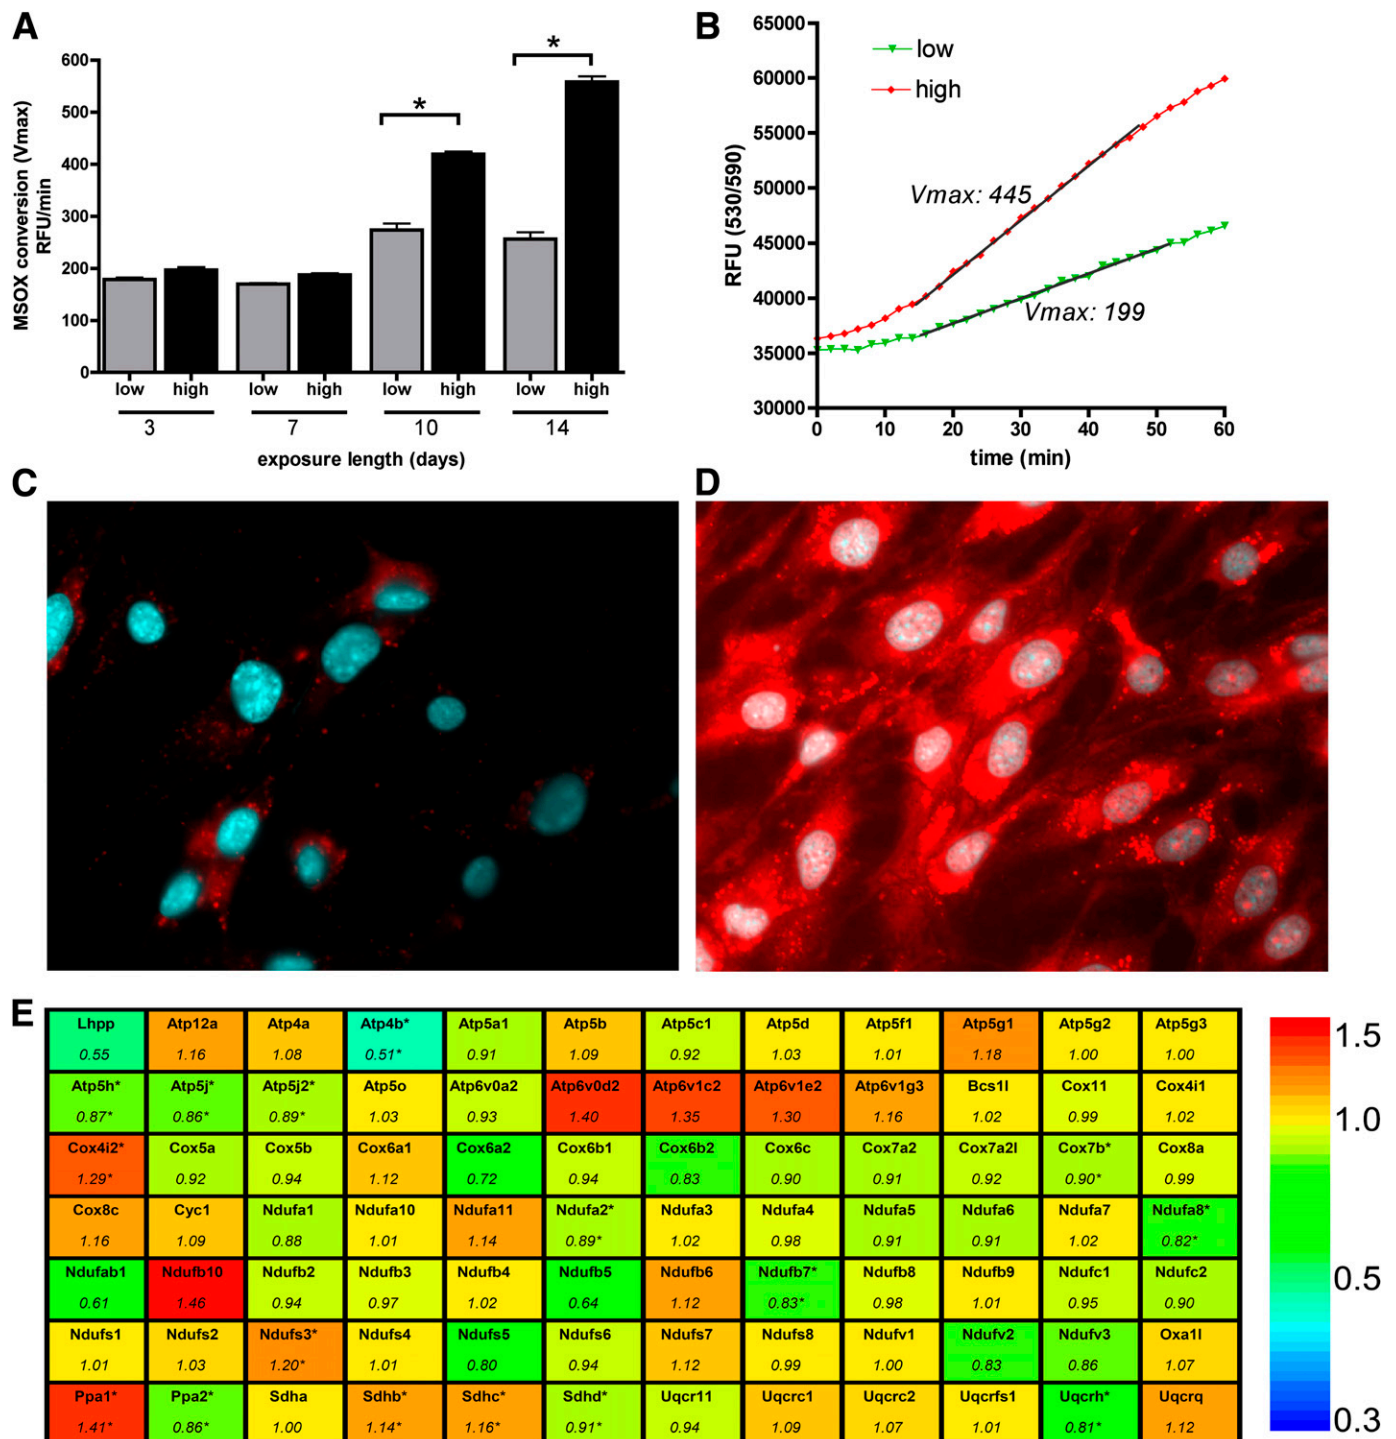 A
MSOX conversion (Vmax)
RFU/min
600
500
400
300
200
100
0
*
*
low high low high low high low high
3 7 10 14
exposure length (days)
B
RFU (530/590)
65000
60000
55000
50000
45000
40000
35000
30000
low
high
Vmax: 445
Vmax: 199
0 10 20 30 40 50 60
time (min)
C
D
E
Lhpp Atp12a Atp4a Atp4b* Atp5a1 Atp5b Atp5c1 Atp5d Atp5f1 Atp5g1 Atp5g2 Atp5g3
0.55 1.16 1.08 0.51* 0.91 1.09 0.92 1.03 1.01 1.18 1.00 1.00
Atp5h* Atp5j* Atp5j2* Atp5o Atp6v0a2 Atp6v0d2 Atp6v1c2 Atp6v1e2 Atp6v1g3 Bcs1l Cox11 Cox4i1
0.87* 0.86* 0.89* 1.03 0.93 1.40 1.35 1.30 1.16 1.02 0.99 1.02
Cox4i2* Cox5a Cox5b Cox6a1 Cox6a2 Cox6b1 Cox6b2 Cox6c Cox7a2 Cox7a2l Cox7b* Cox8a
1.29* 0.92 0.94 1.12 0.72 0.94 0.83 0.90 0.91 0.92 0.90* 0.99
Cox8c Cyc1 Ndufa1 Ndufa10 Ndufa11 Ndufa2* Ndufa3 Ndufa4 Ndufa5 Ndufa6 Ndufa7 Ndufa8*
1.16 1.09 0.88 1.01 1.14 0.89* 1.02 0.98 0.91 0.91 1.02 0.82*
Ndufab1 Ndufb10 Ndufb2 Ndufb3 Ndufb4 Ndufb5 Ndufb6 Ndufb7* Ndufb8 Ndufb9 Ndufc1 Ndufc2
0.61 1.46 0.94 0.97 1.02 0.64 1.12 0.83* 0.98 1.01 0.95 0.90
Ndufs1 Ndufs2 Ndufs3* Ndufs4 Ndufs5 Ndufs6 Ndufs7 Ndufs8 Ndufv1 Ndufv2 Ndufv3 Oxa1l
1.01 1.03 1.20* 1.01 0.80 0.94 1.12 0.99 1.00 0.83 0.86 1.07
Ppa1* Ppa2* Sdha Sdhb* Sdhc* Sdhd* Uqcr11 Uqcrc1 Uqcrc2 Uqcrfs1 Uqcrh* Uqcrq
1.41* 0.86* 1.00 1.14* 1.16* 0.91* 0.94 1.09 1.07 1.01 0.81* 1.12
1.5
1.0
0.5
0.3